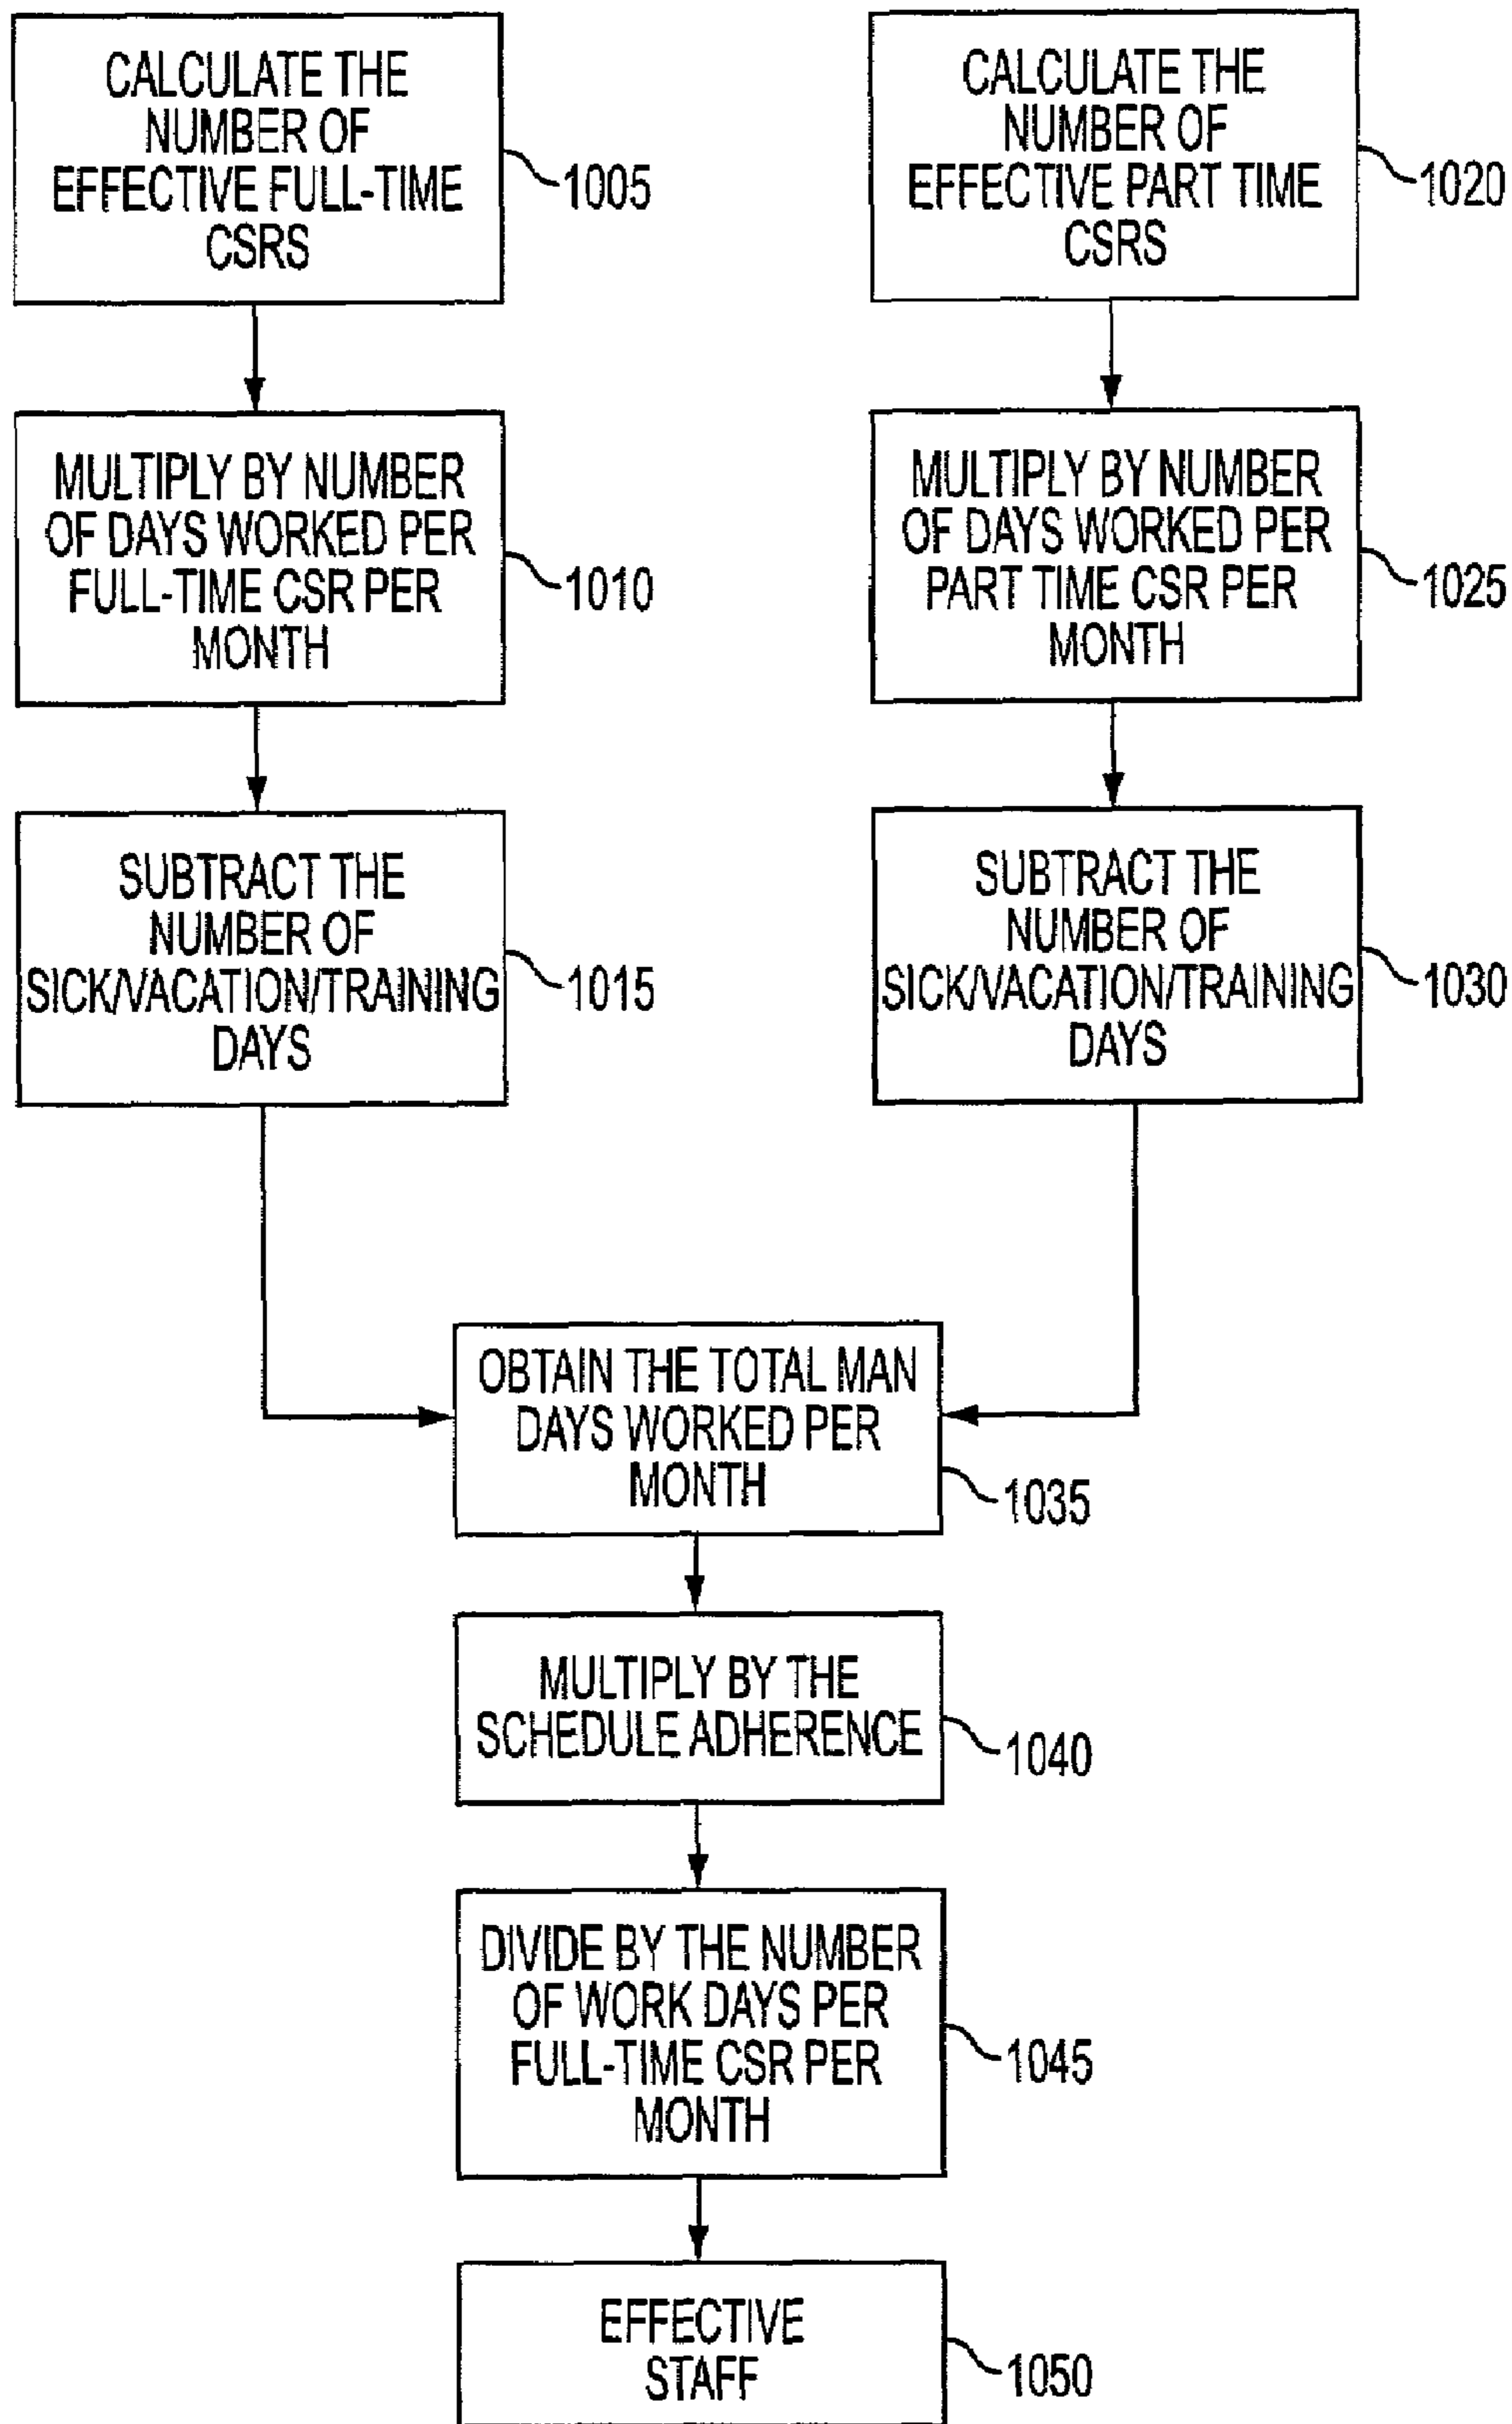 CALCULATE THE
NUMBER OF
EFFECTIVE FULL-TIME
CSRS
1005
MULTIPLY BY NUMBER
OF DAYS WORKED PER
FULL-TIME CSR PER
MONTH
1010
SUBTRACT THE
NUMBER OF
SICK/VACATION/TRAINING
DAYS
1015
CALCULATE THE
NUMBER OF
EFFECTIVE PART TIME
CSRS
1020
MULTIPLY BY NUMBER
OF DAYS WORKED PER
PART TIME CSR PER
MONTH
1025
SUBTRACT THE
NUMBER OF
SICK/VACATION/TRAINING
DAYS
1030
OBTAIN THE TOTAL MAN
DAYS WORKED PER
MONTH
1035
MULTIPLY BY THE
SCHEDULE ADHERENCE
1040
DIVIDE BY THE NUMBER
OF WORK DAYS PER
FULL-TIME CSR PER
MONTH
1045
EFFECTIVE
STAFF
1050